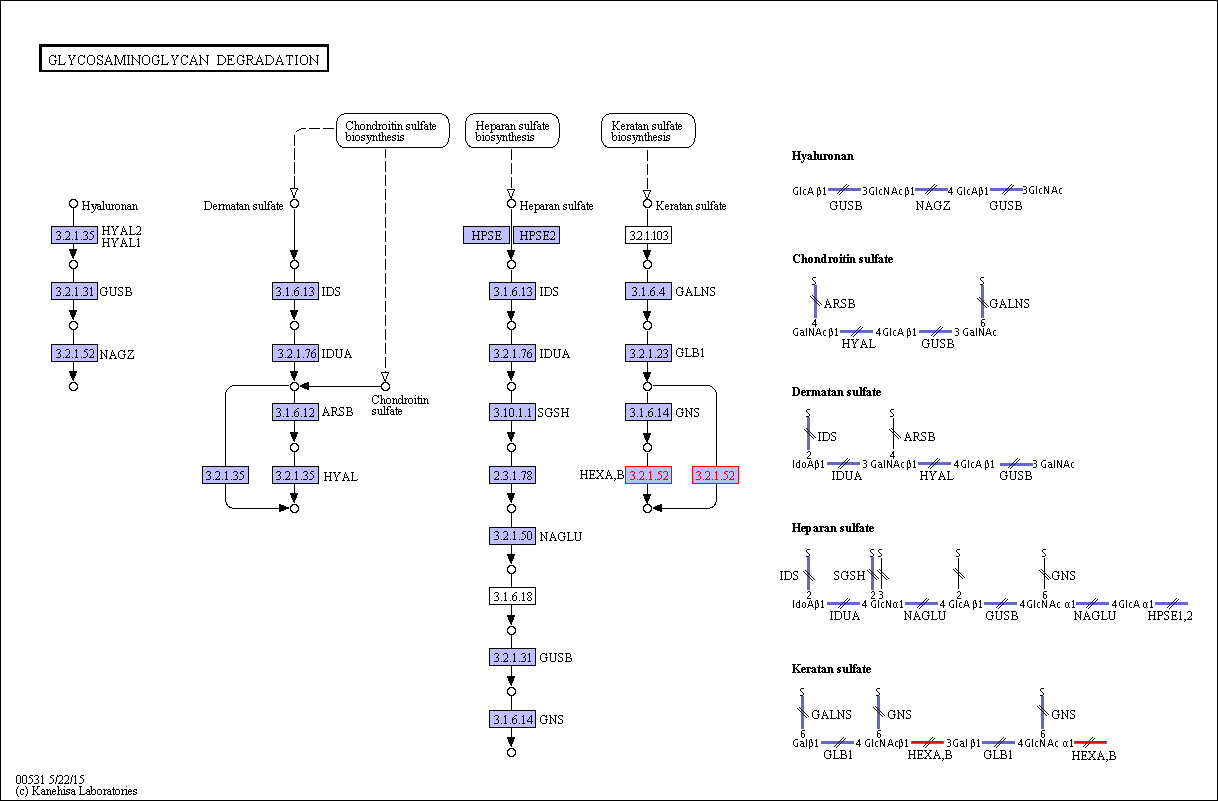 GLYCOSAMINOGLYCAN DEGRADATION
Chondroitin sulfate
biosynthesis
Heparan sulfate
biosynthesis
Keratan sulfate
biosynthesis
Hyaluronan
Dermatan sulfate
Heparan sulfate
Keratan sulfate
3.2.1.35
HYAL2
HYAL1
HPSE
HPSE2
3.2.1.103
3.2.1.31
GUSB
3.1.6.13
IDS
3.1.6.13
IDS
3.1.6.4
GALNS
3.2.1.52
NAGZ
3.2.1.76
IDUA
3.2.1.76
IDUA
3.2.1.23
GLB1
Chondroitin
sulfate
3.1.6.12
ARSB
3.10.1.1
SGSH
3.1.6.14
GNS
3.2.1.35
3.2.1.35
HYAL
2.3.1.78
HEXA,B
3.2.1.52
3.2.1.52
3.2.1.50
NAGLU
3.1.6.18
3.2.1.31
GUSB
3.1.6.14
GNS
Hyaluronan
GlcA β1 3GlcNAcβ1 4 GlcAβ1 3GlcNAc
GUSB NAGZ GUSB
Chondroitin sulfate
S S
ARSB GALNS
4 6
GalNAc β1 4GlcA β1 3 GalNAc
HYAL GUSB
Dermatan sulfate
S S
IDS ARSB
2 4
IdoAβ1 3 GalNAcβ1 4GlcA β1 3 GalNAc
IDUA HYAL GUSB
Heparan sulfate
S S S S S
IDS SGSH GNS
2 2 3 2 6
IdoAβ1 4 GlcNα1 4 GlcA β1 4GlcNAc α1 4GlcA α1
IDUA NAGLU GUSB NAGLU HPSE1,2
Keratan sulfate
S S S
GALNS GNS GNS
6 6 6
Galβ1 4 GlcNAcβ1 3Gal β1 4GlcNAc α1
GLB1 HEXA,B GLB1 HEXA,B
00531 5/22/15
(c) Kanehisa Laboratories